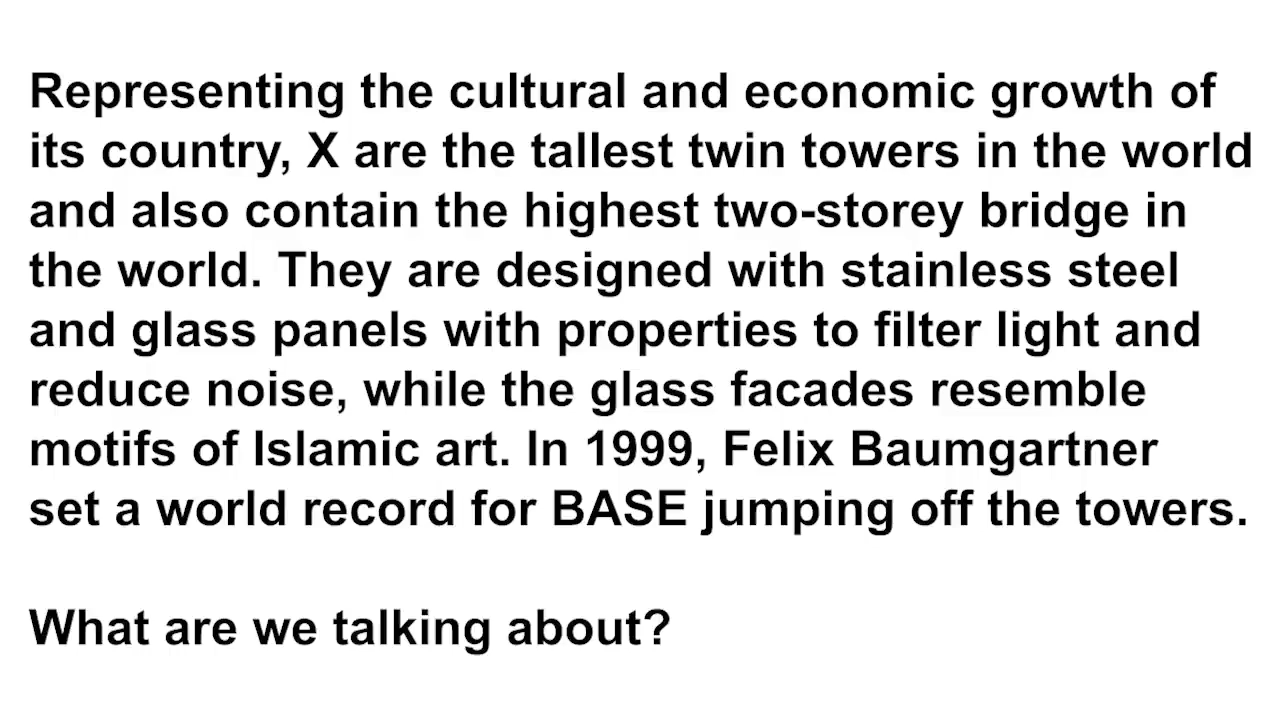 Representing the cultural and economic growth of
its country, X are the tallest twin towers in the world
and also contain the highest two-storey bridge in
the world. They are designed with stainless steel
and glass panels with properties to filter light and
reduce noise, while the glass facades resemble
motifs of Islamic art. In 1999, Felix Baumgartner
set a world record for BASE jumping off the towers.
What are we talking about?